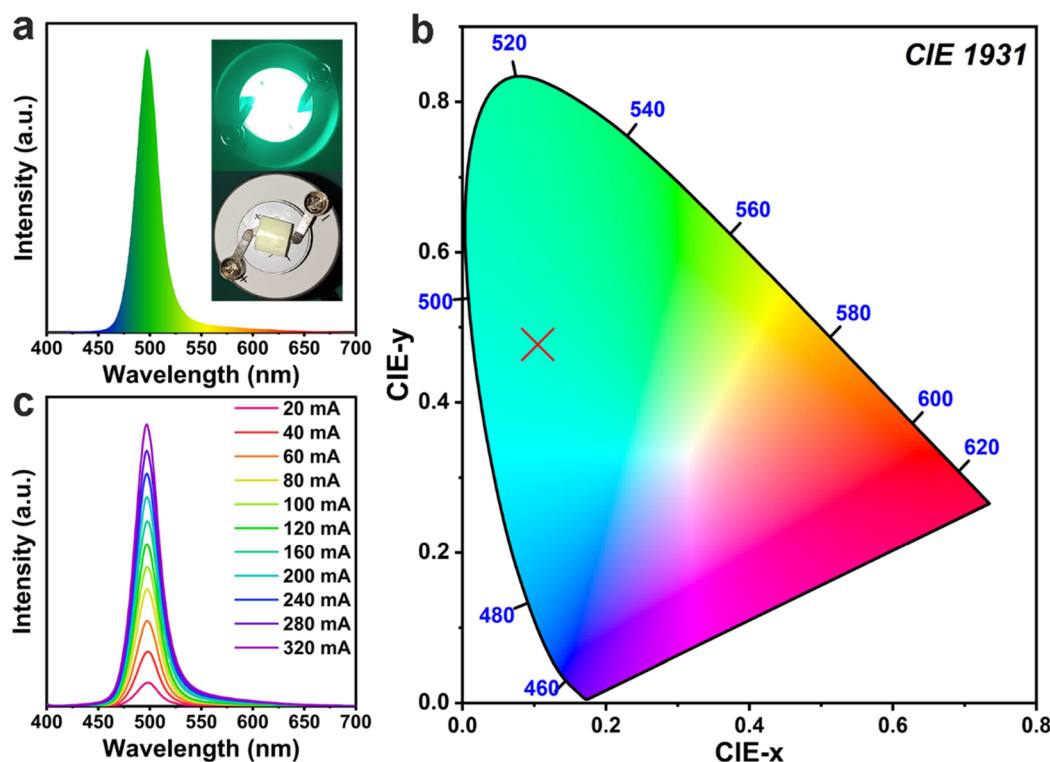 a
Intensity (a.u.)
400 450 500 550 600 650 700
Wavelength (nm)
b
CIE 1931
CIE-y
0.8
0.6
0.4
0.2
0.0
0.0 0.2 0.4 0.6 0.8
CIE-x
520
540
560
580
600
620
500
480
460
c
Intensity (a.u.)
20 mA
40 mA
60 mA
80 mA
100 mA
120 mA
160 mA
200 mA
240 mA
280 mA
320 mA
400 450 500 550 600 650 700
Wavelength (nm)